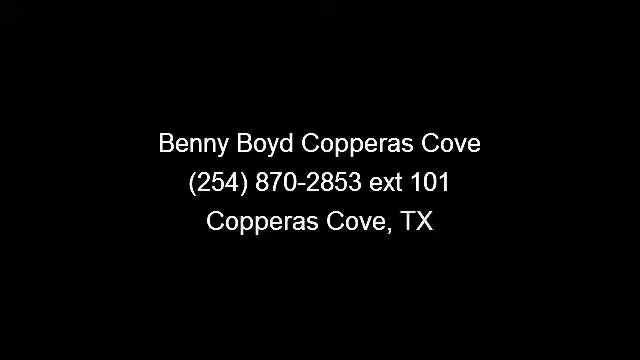 Benny Boyd Copperas Cove
(254) 870-2853 ext 101
Copperas Cove, TX